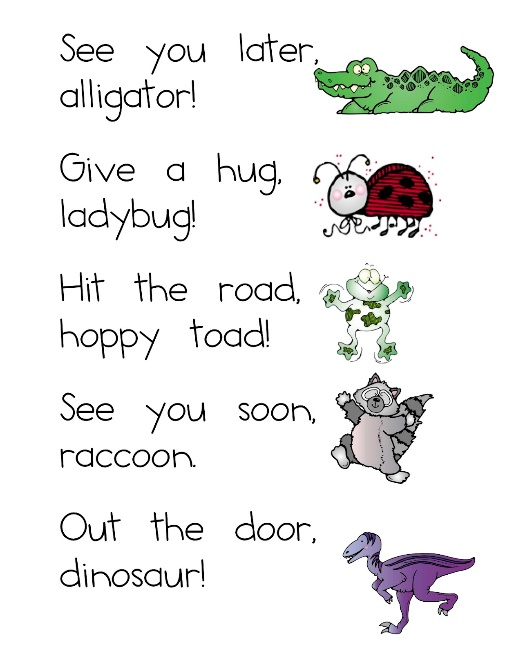 See you later,
alligator!
Give a hug,
ladybug!
Hit the road,
hoppy toad!
See you soon,
raccoon.
Out the door,
dinosaur!